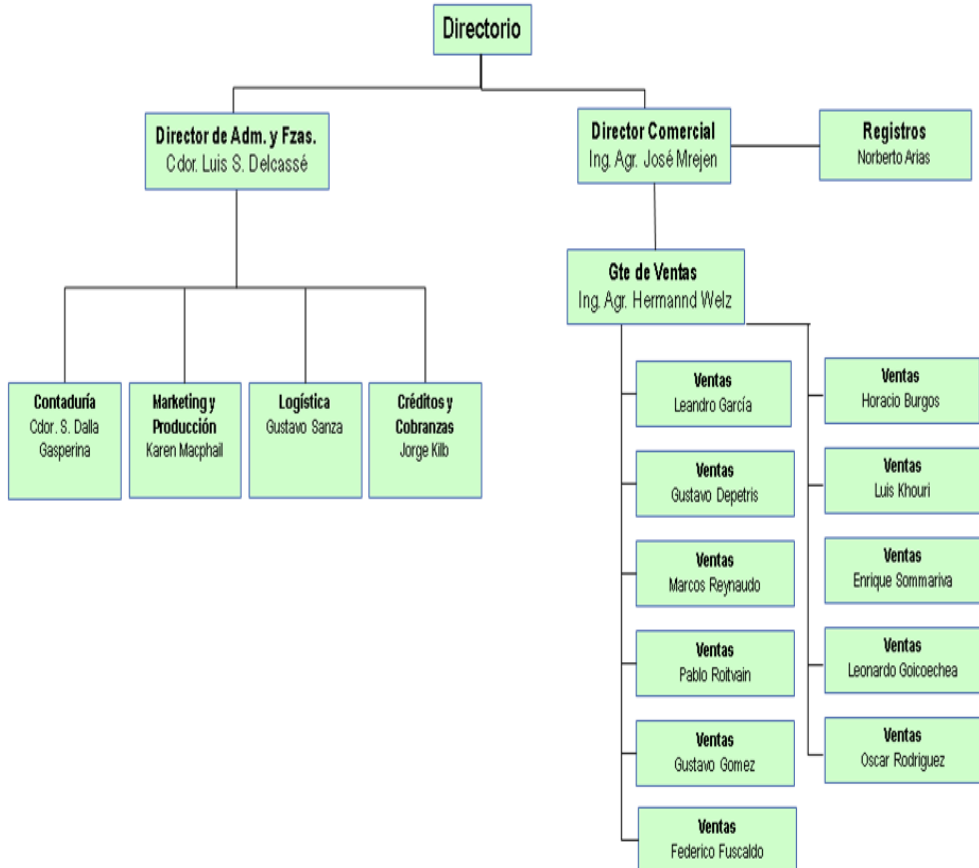 Directorio
Director de Adm. y Fzas.
Cdor. Luis S. Delcassé
Director Comercial
Ing. Agr. José Mrejen
Registros
Norberto Arias
Gte de Ventas
Ing. Agr. Hermannd Welz
Contaduría
Cdor. S. Dalla
Gasperina
Marketing y
Producción
Karen Macphail
Logística
Gustavo Sanza
Créditos y
Cobranzas
Jorge Kilb
Ventas
Leandro García
Ventas
Gustavo Depetris
Ventas
Marcos Reynaudo
Ventas
Pablo Roitvain
Ventas
Gustavo Gomez
Ventas
Federico Fuscaldo
Ventas
Horacio Burgos
Ventas
Luis Khouri
Ventas
Enrique Sommariva
Ventas
Leonardo Goicoechea
Ventas
Oscar Rodriguez